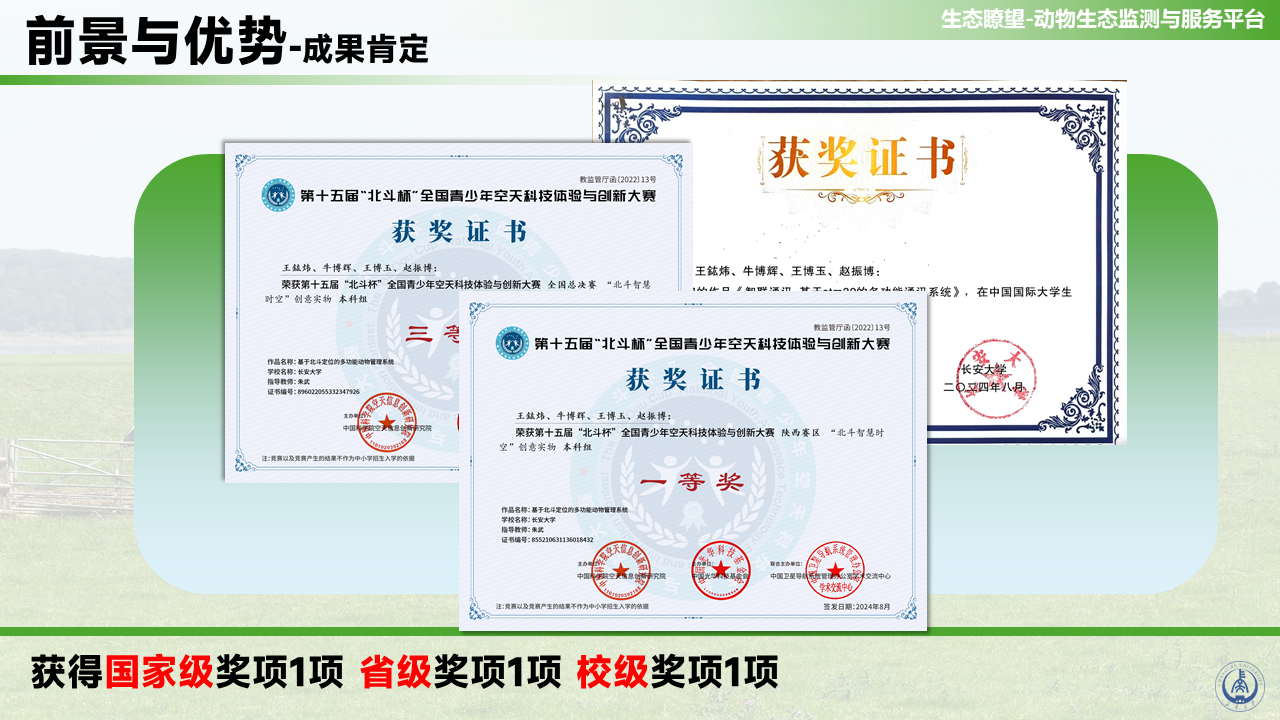 前景与优势-成果肯定
生态瞭望-动物生态监测与服务平台
获奖证书
王鈜炜、牛博辉、王博玉、赵振博：
的作品《智联通讯-基于stm32的多功能通讯系统》，在中国国际大学生
长安大学
二〇二四年八月
教监管厅函〔2022〕13号
第十五届“北斗杯”全国青少年空天科技体验与创新大赛
获奖证书
王鈜炜、牛博辉、王博玉、赵振博：
荣获第十五届“北斗杯”全国青少年空天科技体验与创新大赛 全国总决赛 “北斗智慧
时空”创意实物 本科组
三等
作品名称：基于北斗定位的多功能动物管理系统
学校名称：长安大学
指导教师：朱武
证书编号：896022055332347926
主办单位
中国科学院空天信息创新研究院
注：竞赛以及竞赛产生的结果不作为中小学招生入学的依据
教监管厅函〔2022〕13号
第十五届“北斗杯”全国青少年空天科技体验与创新大赛
获奖证书
王鈜炜、牛博辉、王博玉、赵振博：
荣获第十五届“北斗杯”全国青少年空天科技体验与创新大赛 陕西赛区 “北斗智慧时
空”创意实物 本科组
一等奖
作品名称：基于北斗定位的多功能动物管理系统
学校名称：长安大学
指导教师：朱武
证书编号：855210631136018432
主办单位
主办单位：
联合主办单位：
中国科学院空天信息创新研究院
中国光华科技基金会
中国卫星导航系统管理办公室学术交流中心
注：竞赛以及竞赛产生的结果不作为中小学招生入学的依据
签发日期：2024年8月
获得国家级奖项1项 省级奖项1项 校级奖项1项